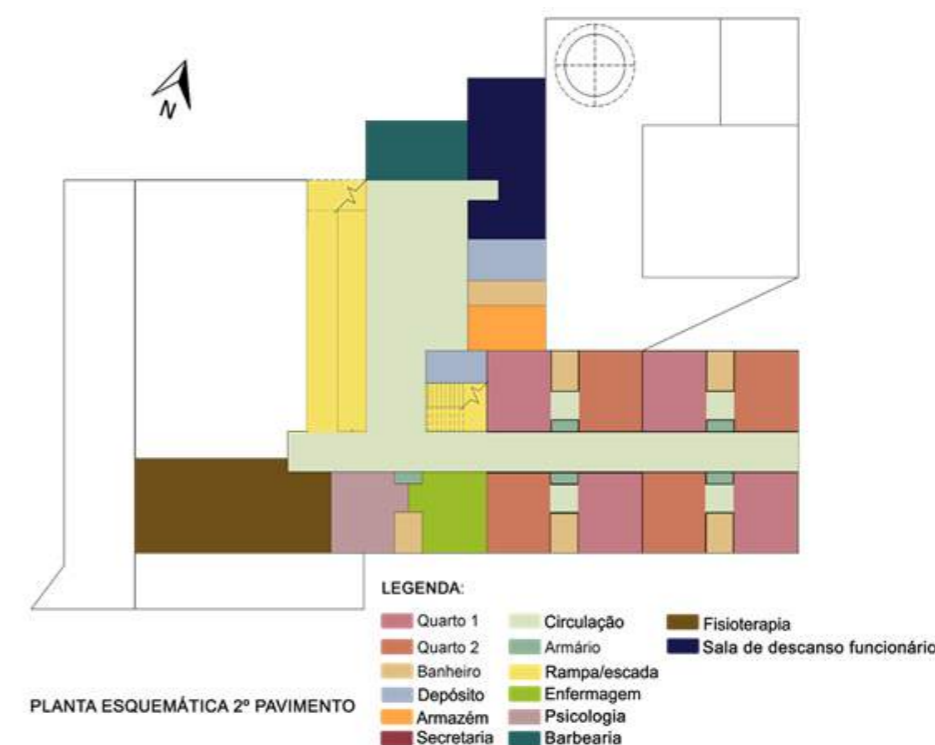 N
LEGENDA:
Quarto 1
Quarto 2
Banheiro
Depósito
Armazém
Secretaria
Circulação
Armário
Rampa/escada
Enfermagem
Psicologia
Barbearia
Fisioterapia
Sala de descanso funcionário
PLANTA ESQUEMÁTICA 2º PAVIMENTO